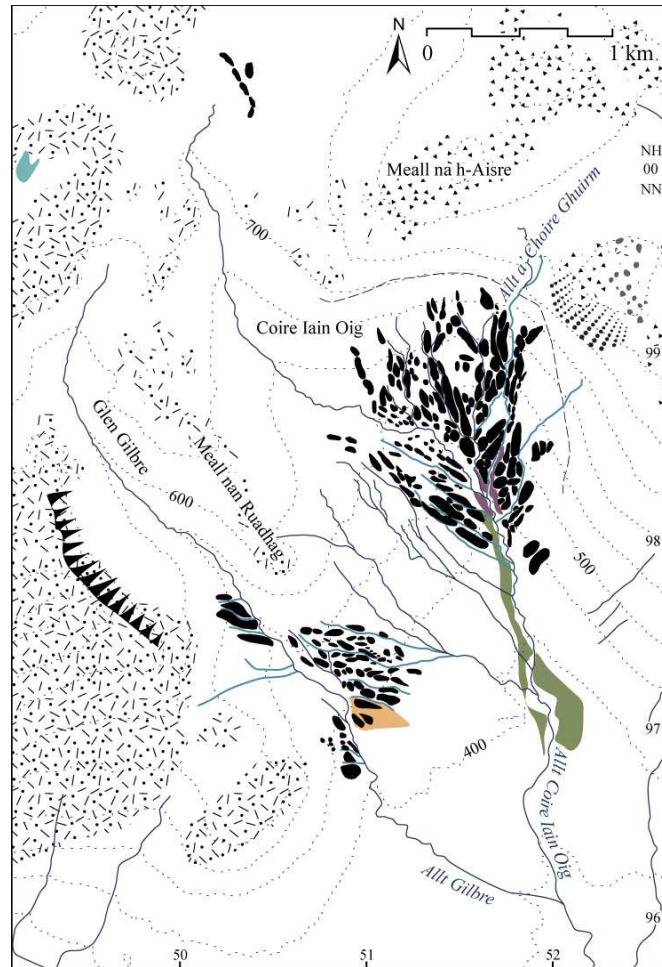 N
0 1 km
Meall na h-Aisre
NH
00
NN
700
Allt a' Choire Ghuirm
Coire Iain Oig
99
Glen Gilbre
Meall nan Ruadhag
600
98
500
97
400
Allt Coire Iain Oig
Allt Gilbre
96
50 51 52